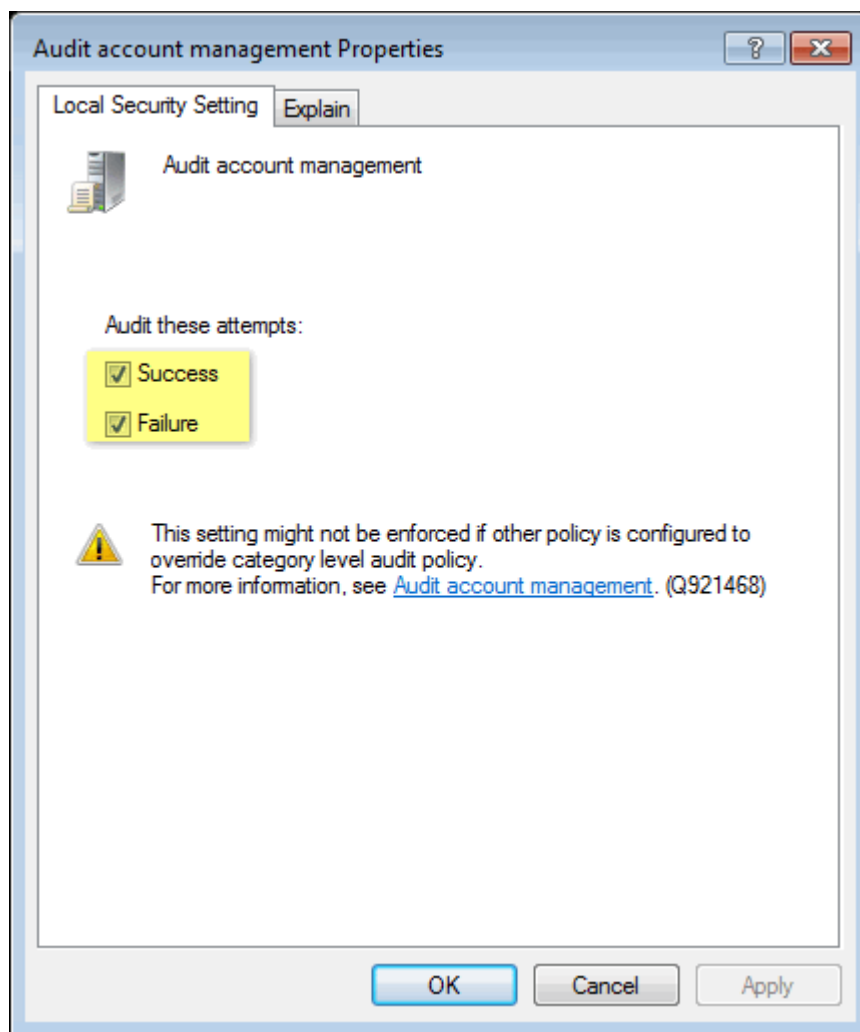 Audit account management Properties
Local Security Setting
Explain
Audit account management
Audit these attempts:
Success
Failure
This setting might not be enforced if other policy is configured to
override category level audit policy.
For more information, see Audit account management. (Q921468)
OK
Cancel
Apply